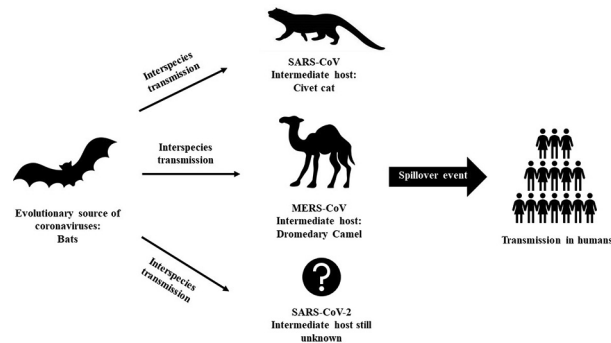 Interspecies
transmission
SARS-CoV
Intermediate host:
Civet cat
Evolutionary source of
coronaviruses:
Bats
Interspecies
transmission
MERS-CoV
Intermediate host:
Dromedary Camel
Spillover event
Transmission in humans
Interspecies
transmission
?
SARS-CoV-2
Intermediate host still
unknown